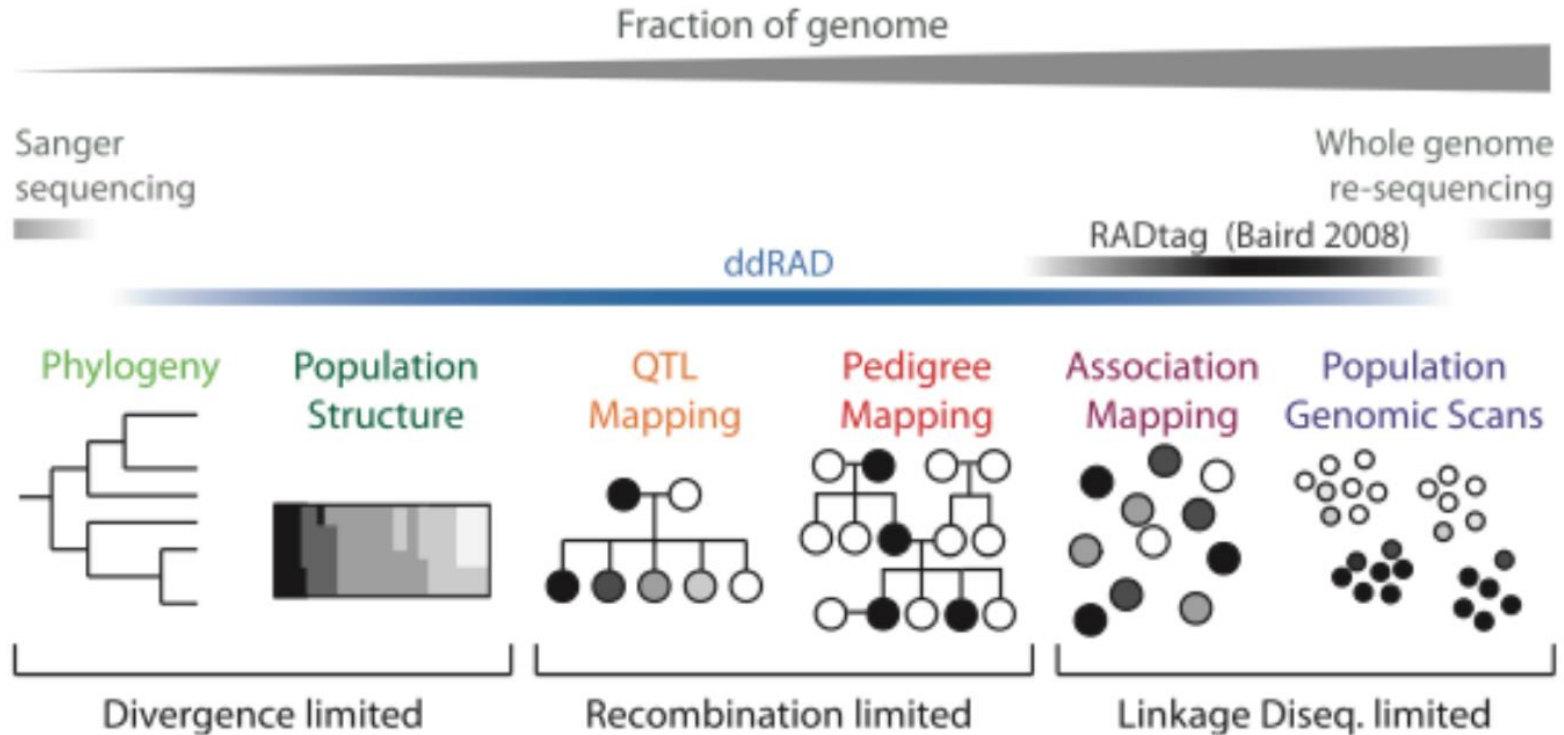 Fraction of genome
Sanger
sequencing
Whole genome
re-sequencing
RADtag (Baird 2008)
ddRAD
Phylogeny
Population
Structure
QTL
Mapping
Pedigree
Mapping
Association
Mapping
Population
Genomic Scans
Divergence limited
Recombination limited
Linkage Diseq. limited